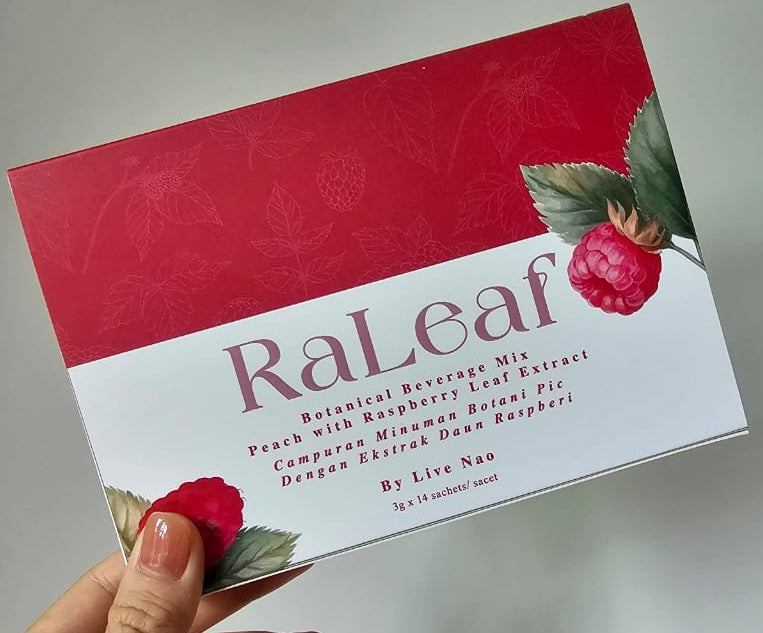 RaLeaf
Botanical Beverage Mix
Peach with Raspberry Leaf Extract
Campuran Minuman Botani Pic
Dengan Ekstrak Daun Raspberi
By Live Nao
3g x 14 sachets/ sacet